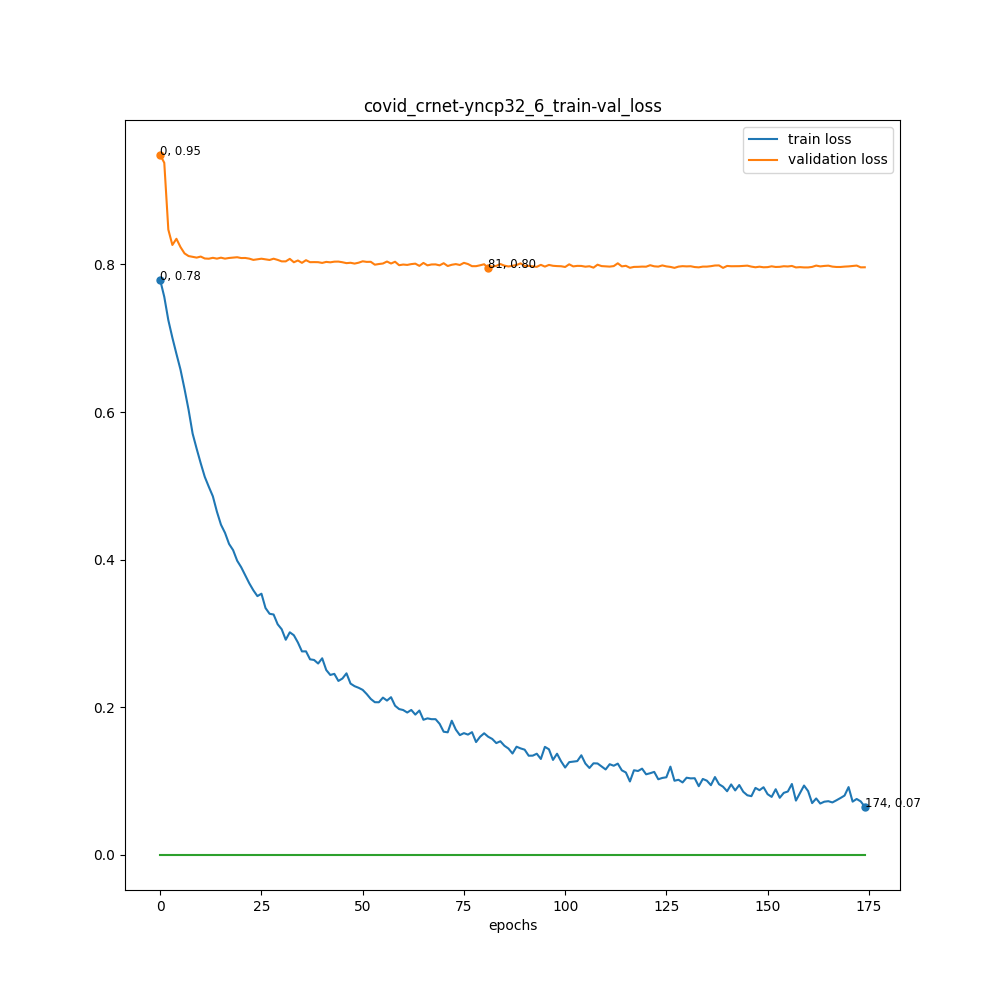 covid_crnet-yncp32_6_train-val_loss
train loss
validation loss
0, 0.95
0, 0.78
81, 0.80
174, 0.07
0.8
0.6
0.4
0.2
0.0
0 25 50 75 100 125 150 175
epochs